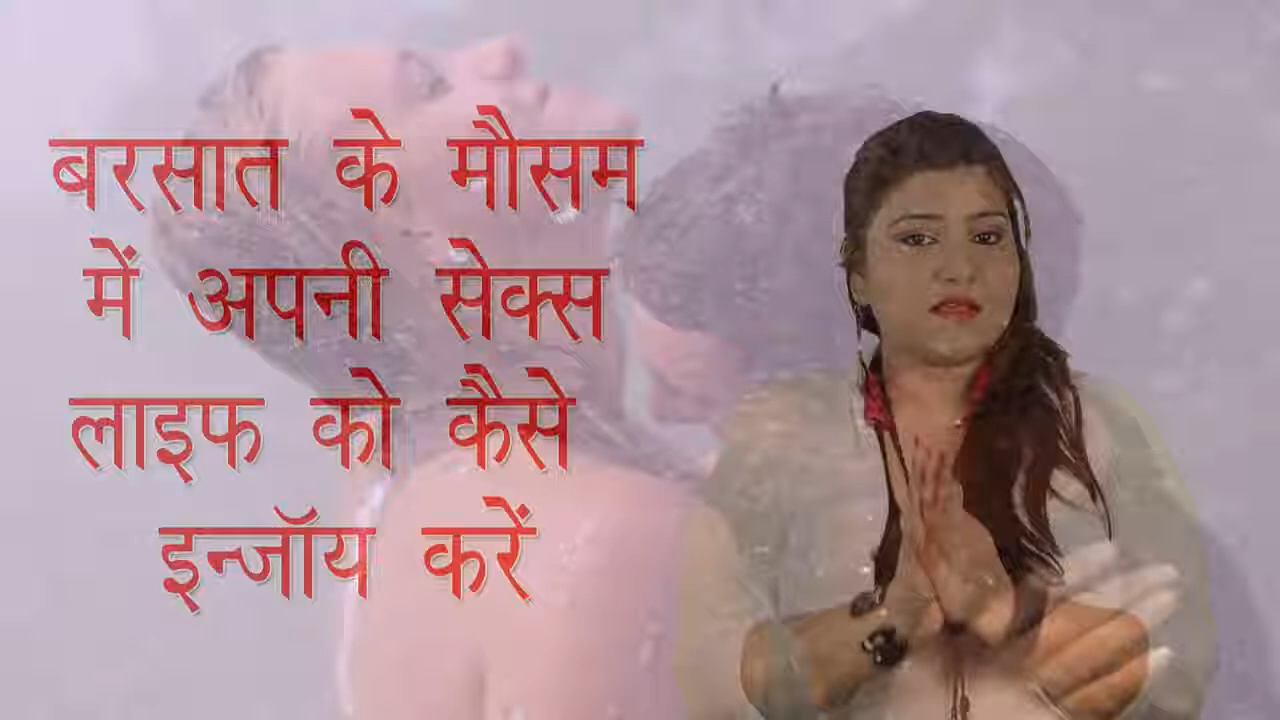 बरसात के मौसम
में अपनी सेक्स
लाइफ को कैसे
इन्जॉय करें